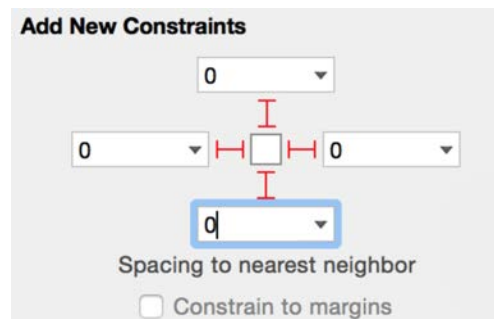 Add New Constraints
0
0 0
0
Spacing to nearest neighbor
Constrain to margins